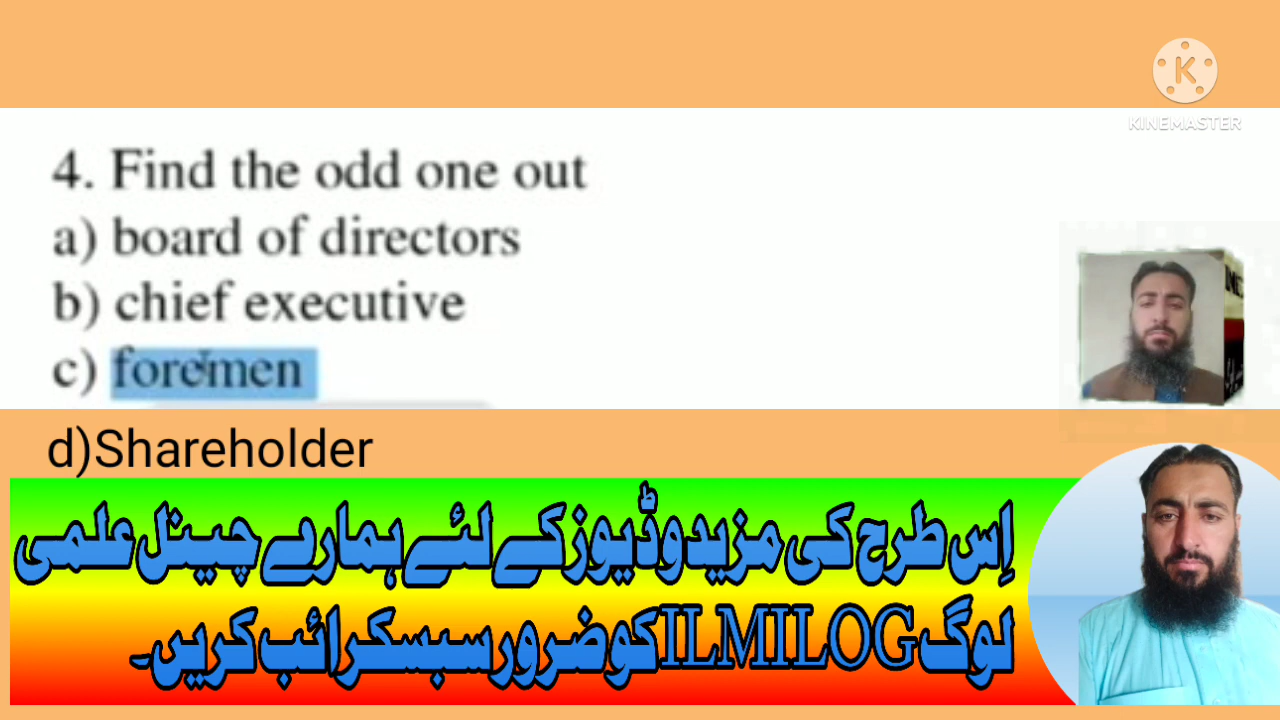 KINEMASTER
4. Find the odd one out
a) board of directors
b) chief executive
c) foremen
d)Shareholder
اِس طرح کی مزید وڈیوز کے لئے ہمارے چینل علمی
لوگ ILMILOG کو ضرور سبسکرائب کریں۔